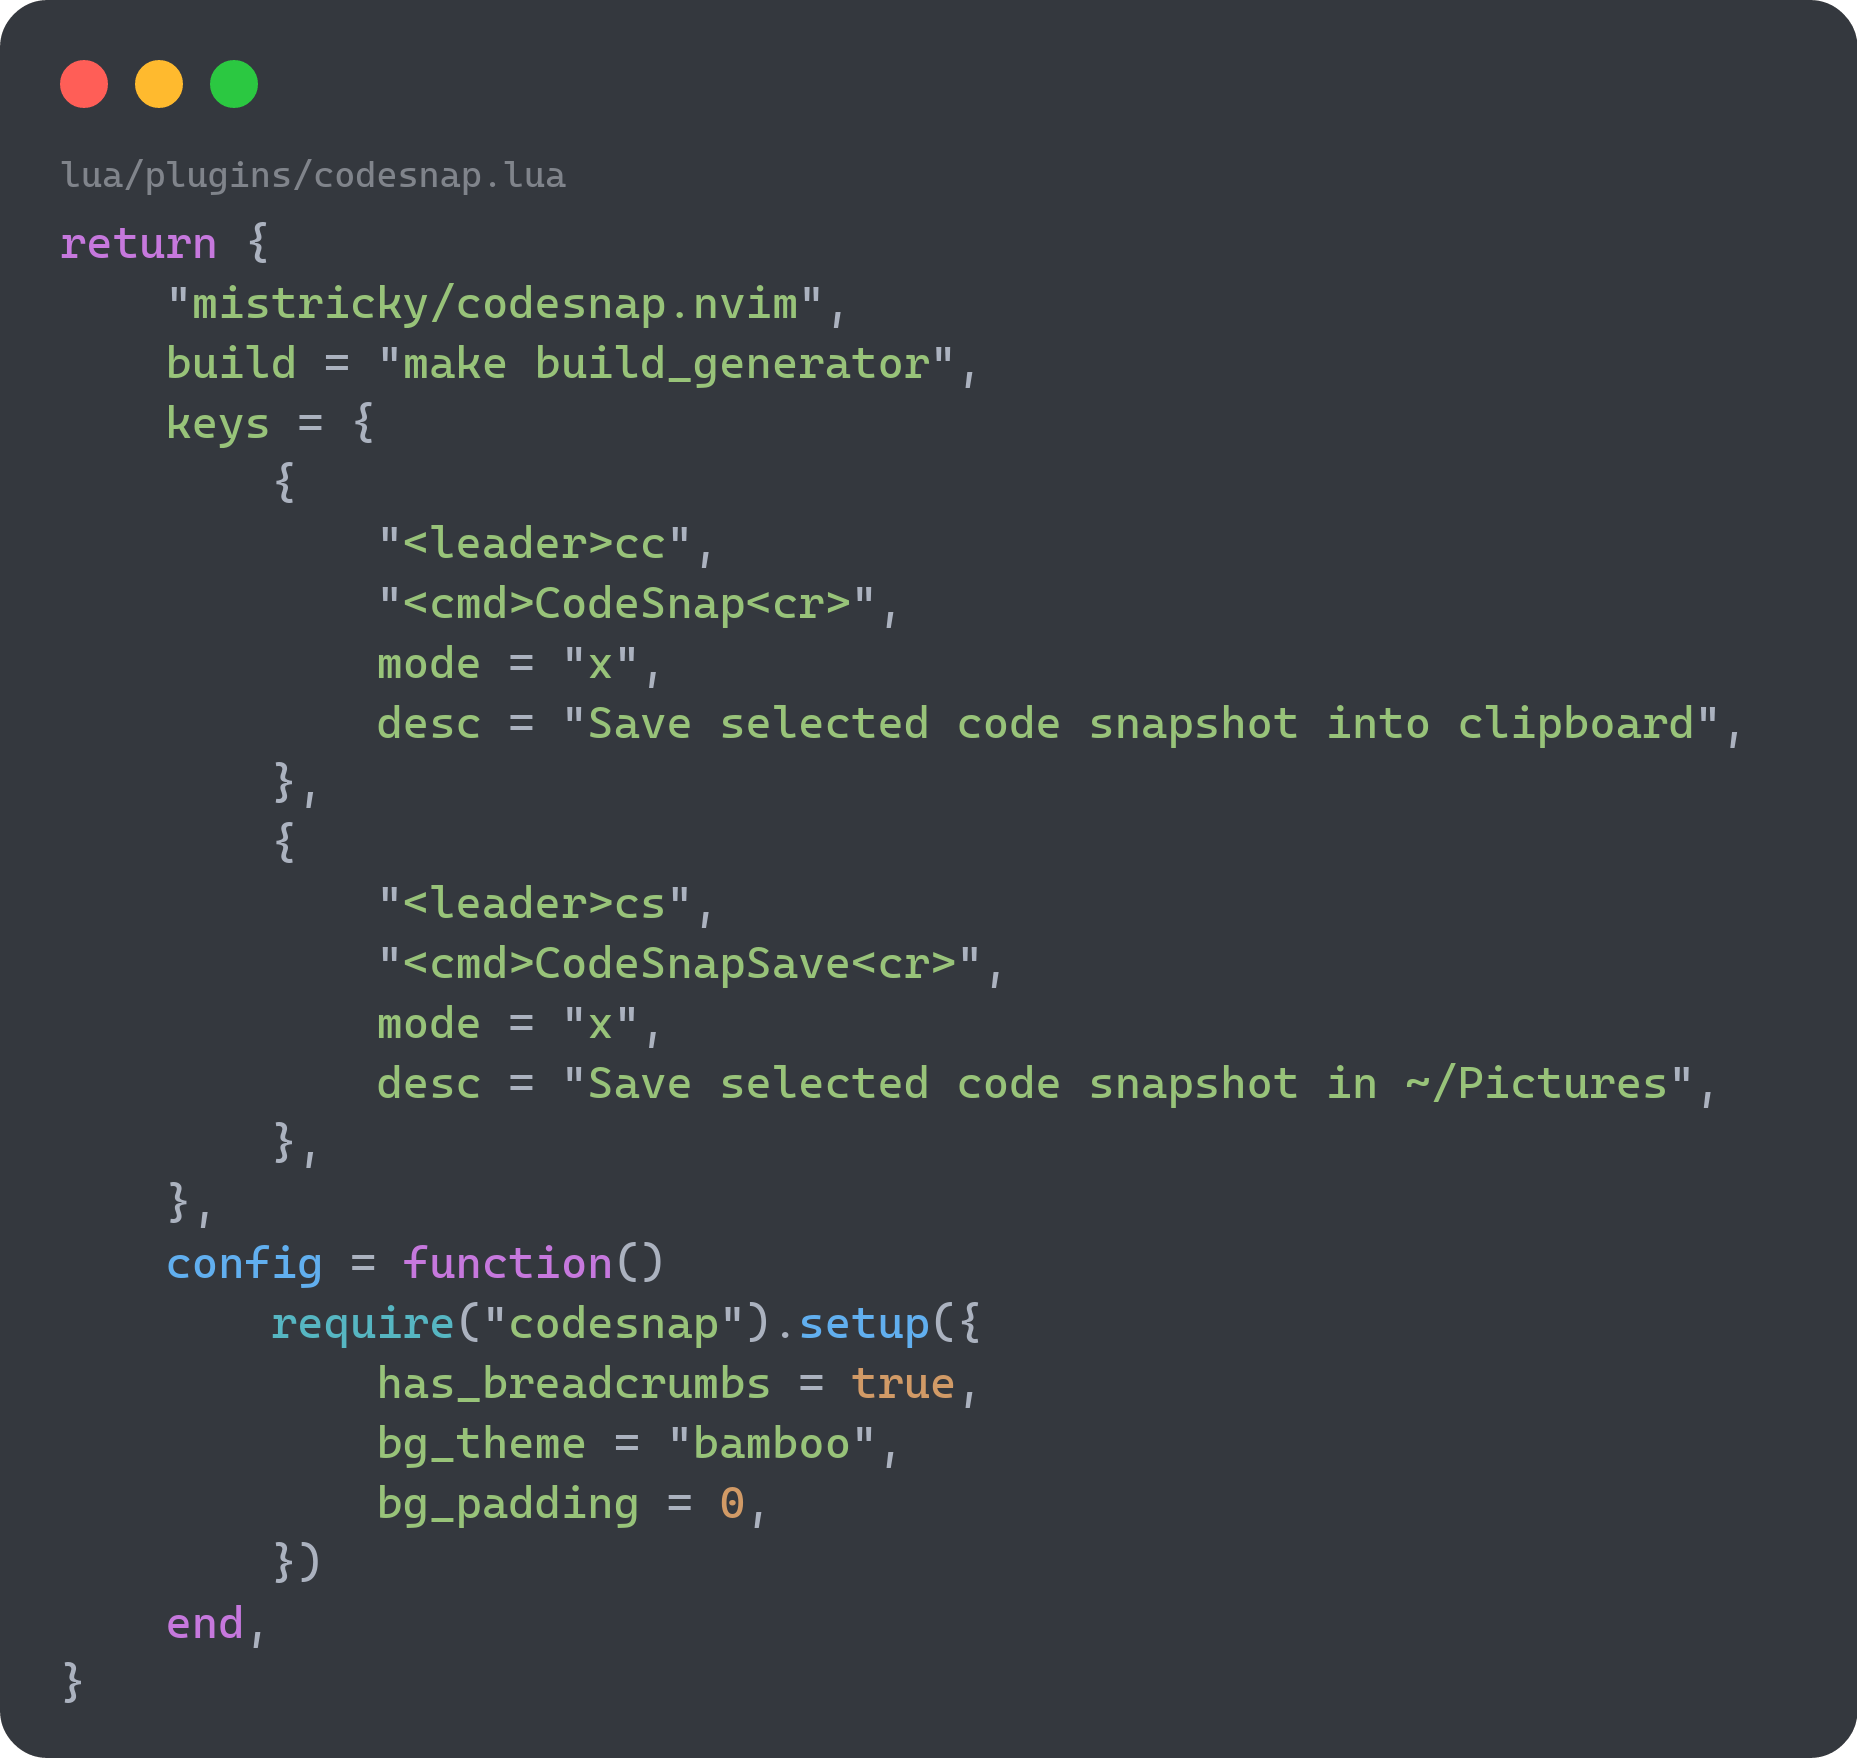 lua/plugins/codesnap.lua
return {
    "mistricky/codesnap.nvim",
    build = "make build_generator",
    keys = {
        {
            "<leader>cc",
            "<cmd>CodeSnap<cr>",
            mode = "x",
            desc = "Save selected code snapshot into clipboard",
        },
        {
            "<leader>cs",
            "<cmd>CodeSnapSave<cr>",
            mode = "x",
            desc = "Save selected code snapshot in ~/Pictures",
        },
    },
    config = function()
        require("codesnap").setup({
            has_breadcrumbs = true,
            bg_theme = "bamboo",
            bg_padding = 0,
        })
    end,
}